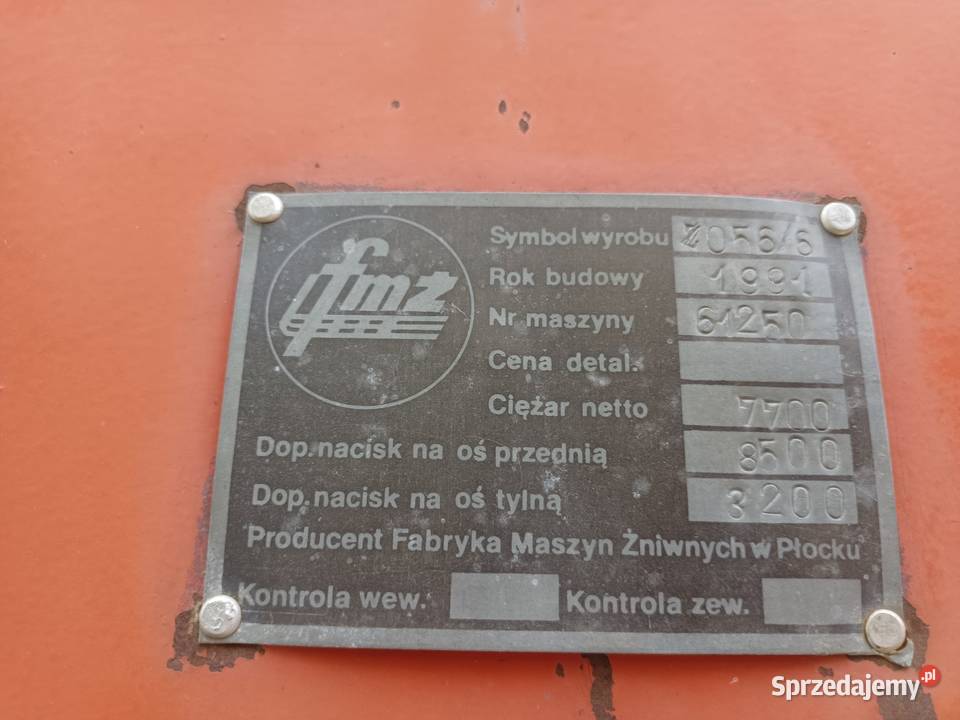 fmż
Symbol wyrobu Z056/6
Rok budowy 1991
Nr maszyny 61250
Cena detal.
Ciężar netto 7700
Dop. nacisk na oś przednią 8500
Dop. nacisk na oś tylną 3200
Producent Fabryka Maszyn Żniwnych w Płocku
Kontrola wew. Kontrola zew.
Sprzedajemy.pl